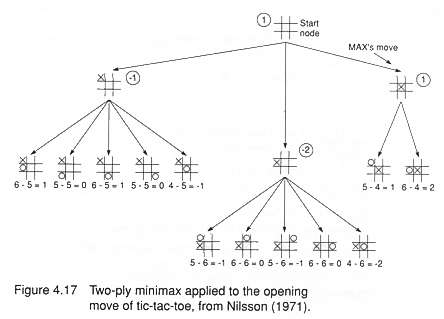 1 Start
node
MAX's move
-1
1
-2
6 - 5 = 1 5 - 5 = 0 6 - 5 = 1 5 - 5 = 0 4 - 5 = -1
5 - 4 = 1 6 - 4 = 2
5 - 6 = -1 6 - 6 = 0 5 - 6 = -1 6 - 6 = 0 4 - 6 = -2
Figure 4.17 Two-ply minimax applied to the opening
move of tic-tac-toe, from Nilsson (1971).